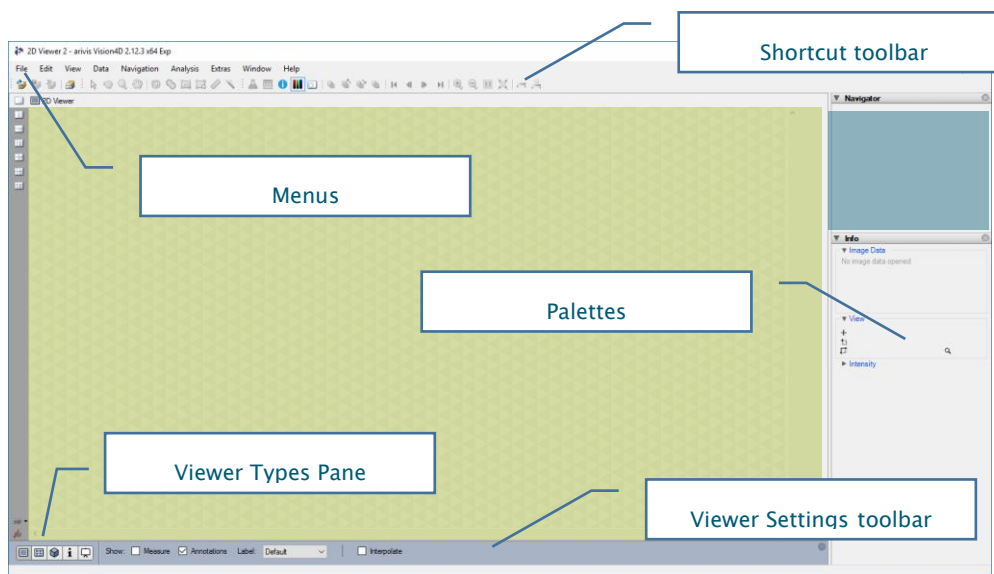 Shortcut toolbar
2D Viewer 2 - arivis Vision4D 2.12.3 x64 Exp
File Edit View Data Navigation Analysis Extras Window Help
2D Viewer
Navigator
Menus
Info
Image Data
No image data opened
Palettes
View
Intensity
Viewer Types Pane
Viewer Settings toolbar
Show: Measure Annotations Label: Default Interpolate